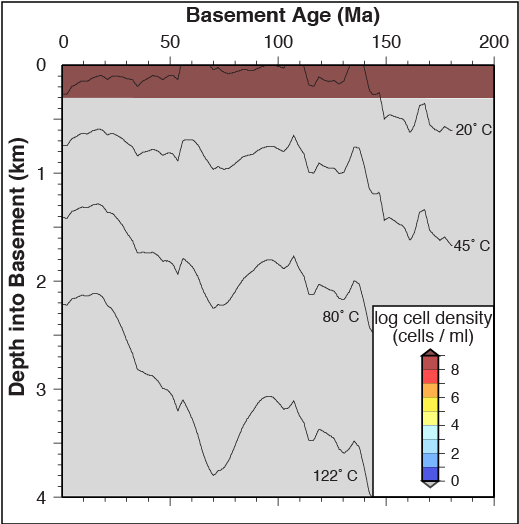 Basement Age (Ma)
0 50 100 150 200
Depth into Basement (km)
0
1
2
3
4
20° C
45° C
80° C
122° C
log cell density
(cells / ml)
8
6
4
2
0